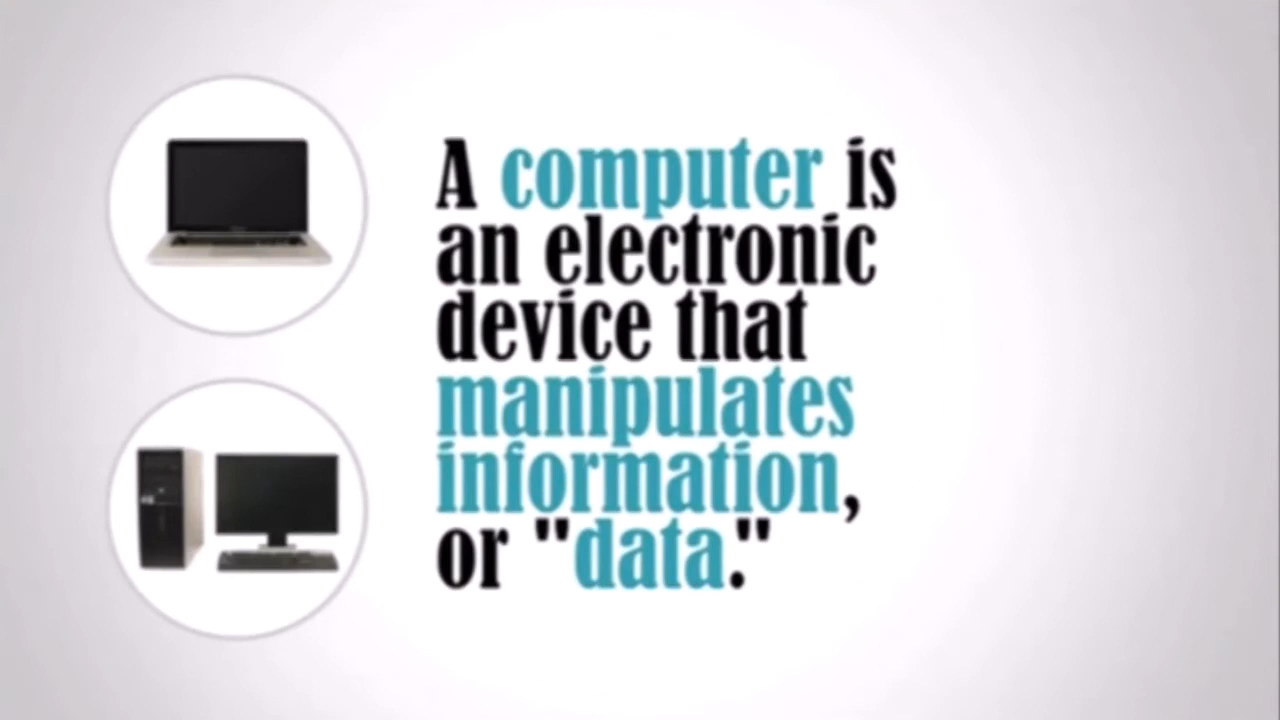 A computer is
an electronic
device that
manipulates
information,
or "data."